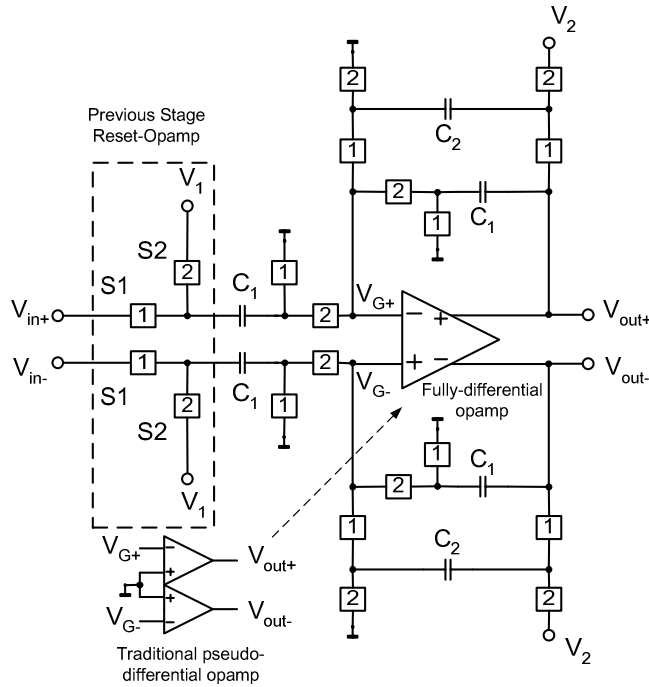 V2
2
2
C2
1
1
Previous Stage
Reset-Opamp
V1
2
C1
1
S2
2
S1
C1
1
VG+
Vin+
1
2
− +
Vout+
Vin-
1
2
+ −
Vout-
S1
C1
VG-
Fully-differential
opamp
2
1
S2
1
C1
V1
2
1
C2
1
VG+
−
Vout+
+
2
2
+
VG-
−
Vout-
V2
Traditional pseudo-
differential opamp